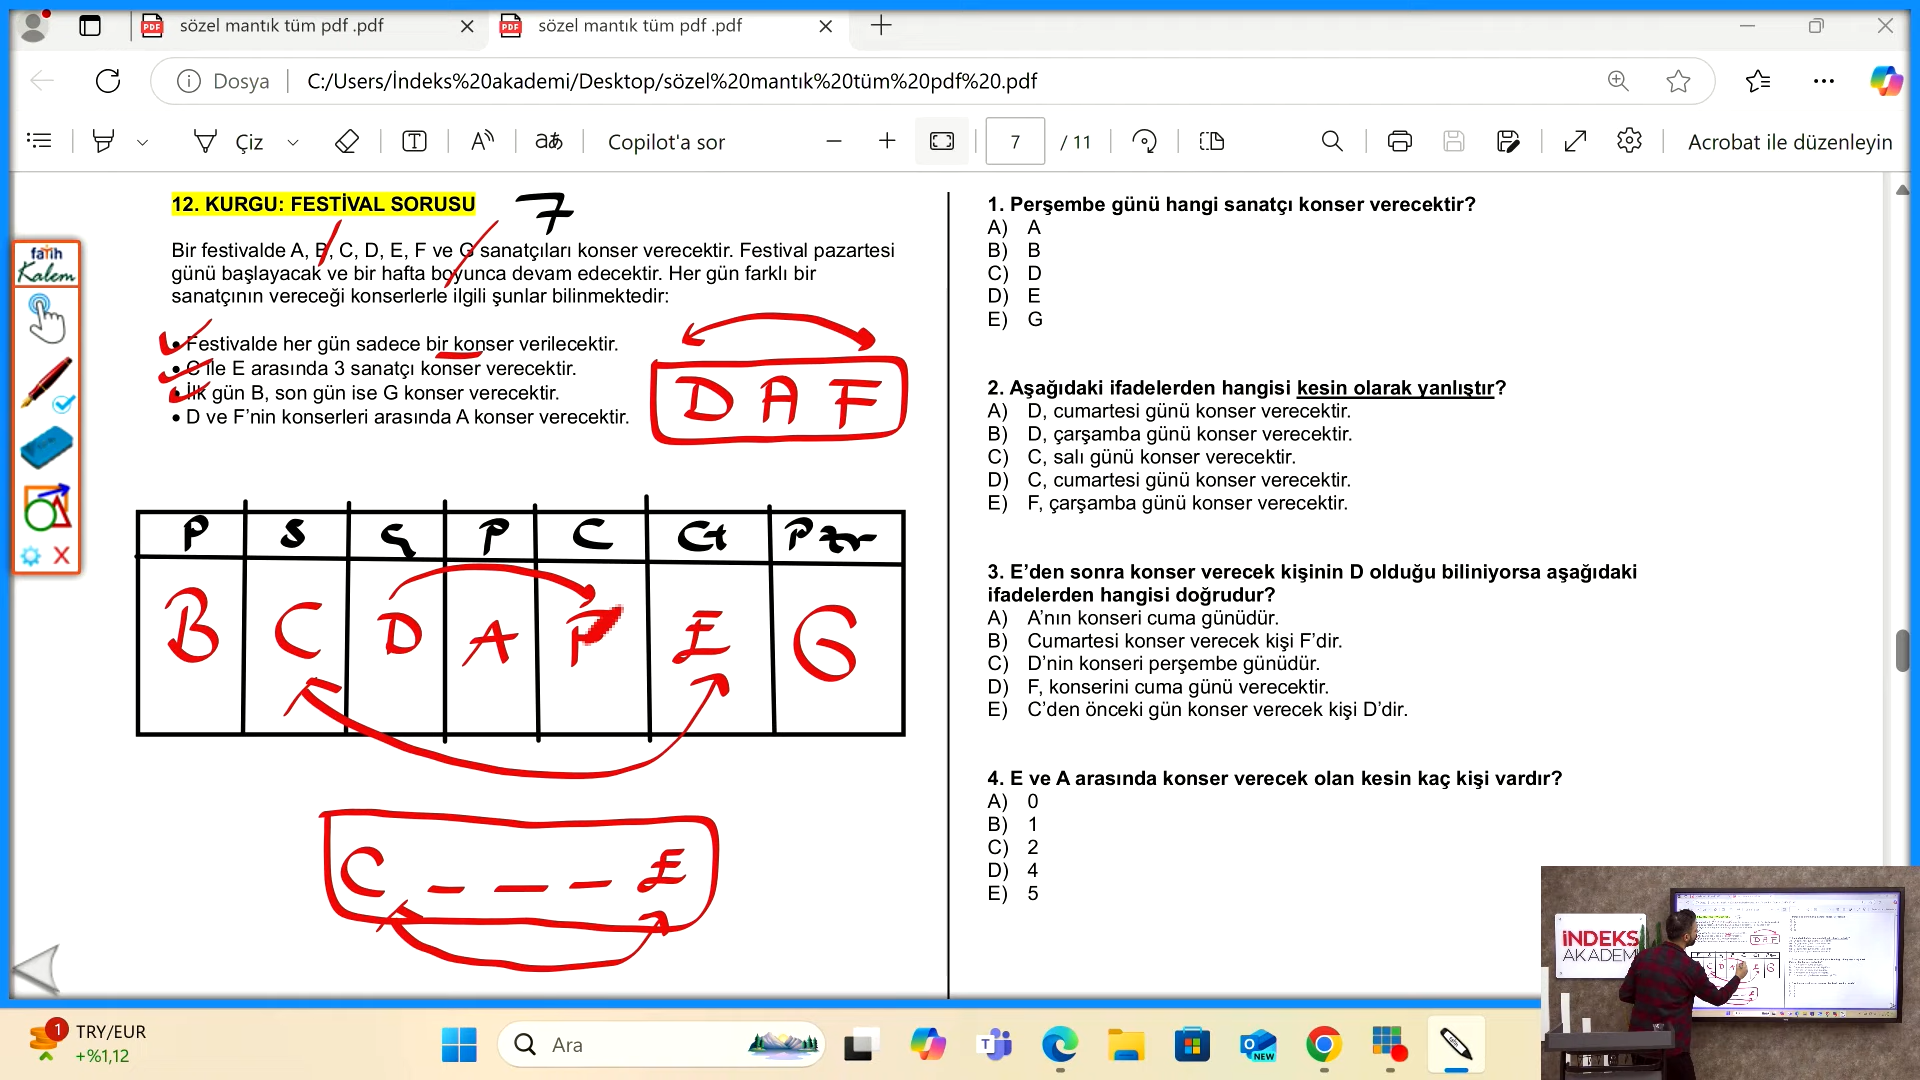 sözel mantık tüm pdf .pdf
sözel mantık tüm pdf .pdf
Dosya
C:/Users/İndeks%20akademi/Desktop/sözel%20mantık%20tüm%20pdf%20.pdf
Çiz
Copilot'a sor
7 / 11
Acrobat ile düzenleyin
fatih
Kalem
12. KURGU: FESTİVAL SORUSU
7
Bir festivalde A, B, C, D, E, F ve G sanatçıları konser verecektir. Festival pazartesi
günü başlayacak ve bir hafta boyunca devam edecektir. Her gün farklı bir
sanatçının vereceği konserlerle ilgili şunlar bilinmektedir:
• Festivalde her gün sadece bir konser verilecektir.
• C ile E arasında 3 sanatçı konser verecektir.
• İlk gün B, son gün ise G konser verecektir.
• D ve F’nin konserleri arasında A konser verecektir.
D A F
P S Ç P C Ct Pzr
B C D A F E G
C _ _ _ E
1. Perşembe günü hangi sanatçı konser verecektir?
A) A
B) B
C) D
D) E
E) G
2. Aşağıdaki ifadelerden hangisi kesin olarak yanlıştır?
A) D, cumartesi günü konser verecektir.
B) D, çarşamba günü konser verecektir.
C) C, salı günü konser verecektir.
D) C, cumartesi günü konser verecektir.
E) F, çarşamba günü konser verecektir.
3. E’den sonra konser verecek kişinin D olduğu biliniyorsa aşağıdaki
ifadelerden hangisi doğrudur?
A) A’nın konseri cuma günüdür.
B) Cumartesi konser verecek kişi F’dir.
C) D’nin konseri perşembe günüdür.
D) F, konserini cuma günü verecektir.
E) C’den önceki gün konser verecek kişi D’dir.
4. E ve A arasında konser verecek olan kesin kaç kişi vardır?
A) 0
B) 1
C) 2
D) 4
E) 5
İNDEKS
AKADEMİ
1
TRY/EUR
+%1,12
Ara
NEW